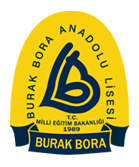 BURAK BORA ANADOLU LİSESİ
T.C.
MİLLİ EĞİTİM BAKANLIĞI
1989
BURAK BORA